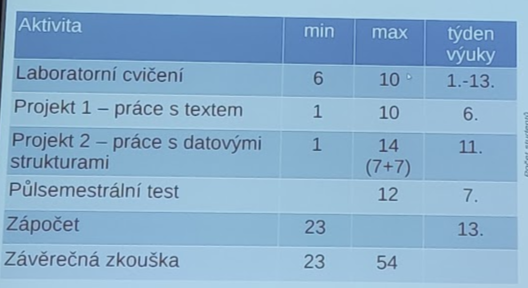 Aktivita min max týden
výuky
Laboratorní cvičení 6 10 1.-13.
Projekt 1 – práce s textem 1 10 6.
Projekt 2 – práce s datovými 1 14 11.
strukturami (7+7)
Půlsemestrální test 12 7.
Zápočet 23 13.
Závěrečná zkouška 23 54